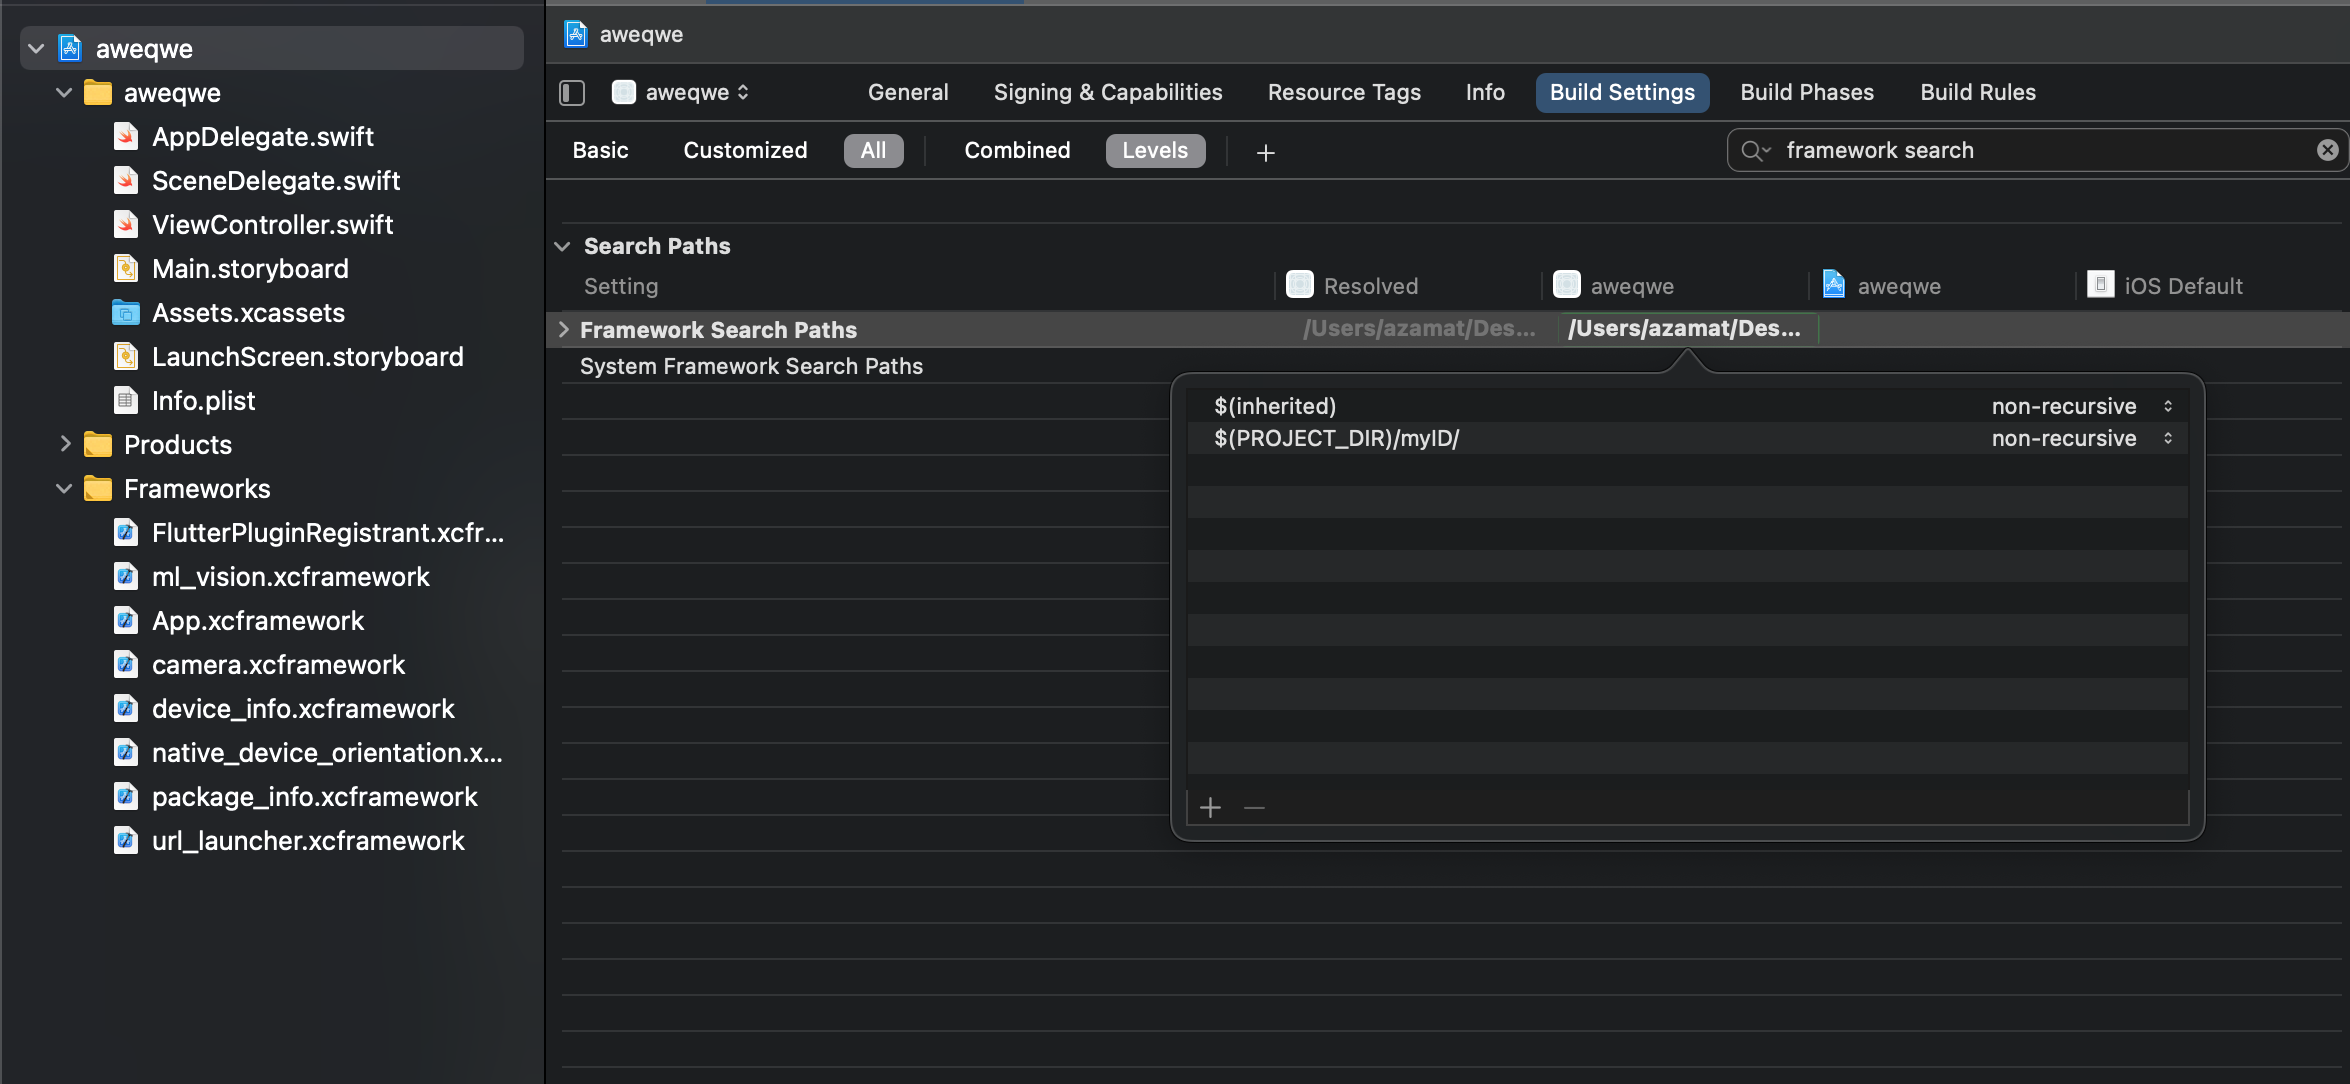 aweqwe
aweqwe
AppDelegate.swift
SceneDelegate.swift
ViewController.swift
Main.storyboard
Assets.xcassets
LaunchScreen.storyboard
Info.plist
Products
Frameworks
FlutterPluginRegistrant.xcfr...
ml_vision.xcframework
App.xcframework
camera.xcframework
device_info.xcframework
native_device_orientation.x...
package_info.xcframework
url_launcher.xcframework
aweqwe
aweqwe General Signing & Capabilities Resource Tags Info Build Settings Build Phases Build Rules
Basic Customized All Combined Levels + framework search
Search Paths
Setting Resolved aweqwe aweqwe iOS Default
Framework Search Paths /Users/azamat/Des... /Users/azamat/Des...
System Framework Search Paths
$(inherited) non-recursive
$(PROJECT_DIR)/myID/ non-recursive